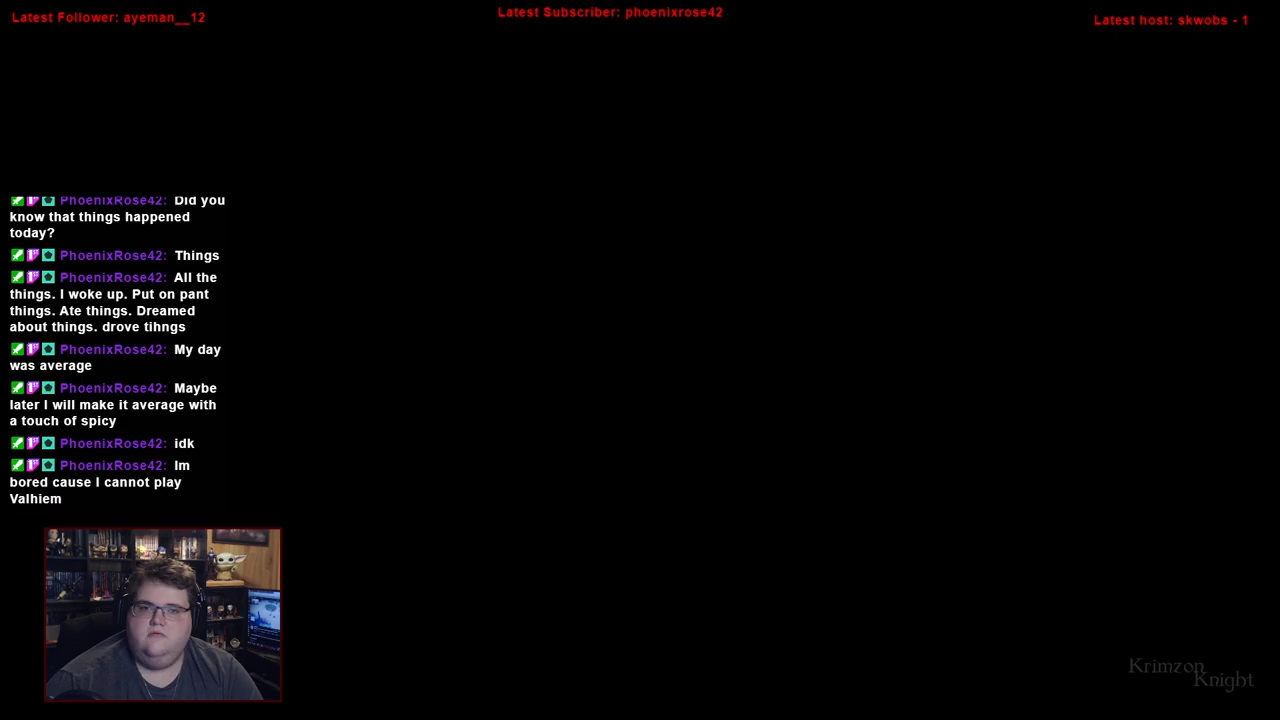 Latest Follower: ayeman__12
Latest Subscriber: phoenixrose42
Latest host: skwobs - 1
PhoenixRose42: Did you
know that things happened
today?
PhoenixRose42: Things
PhoenixRose42: All the
things. I woke up. Put on pant
things. Ate things. Dreamed
about things. drove tihngs
PhoenixRose42: My day
was average
PhoenixRose42: Maybe
later I will make it average with
a touch of spicy
PhoenixRose42: idk
PhoenixRose42: Im
bored cause I cannot play
Valhiem
Krimzon
Knight